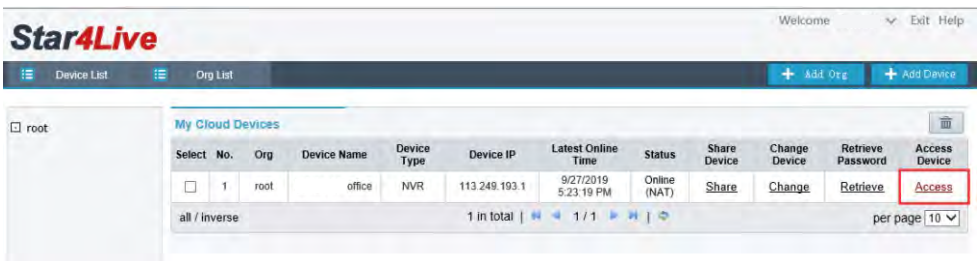 Welcome Exit Help
Star4Live
Device List Org List + Add Org + Add Device
root
My Cloud Devices
Select No. Org Device Name Device Type Device IP Latest Online Time Status Share Device Change Device Retrieve Password Access Device
1 root office NVR 113.249.193.1 9/27/2019 5:23:19 PM Online (NAT) Share Change Retrieve Access
all / inverse 1 in total | 1 / 1 | per page 10